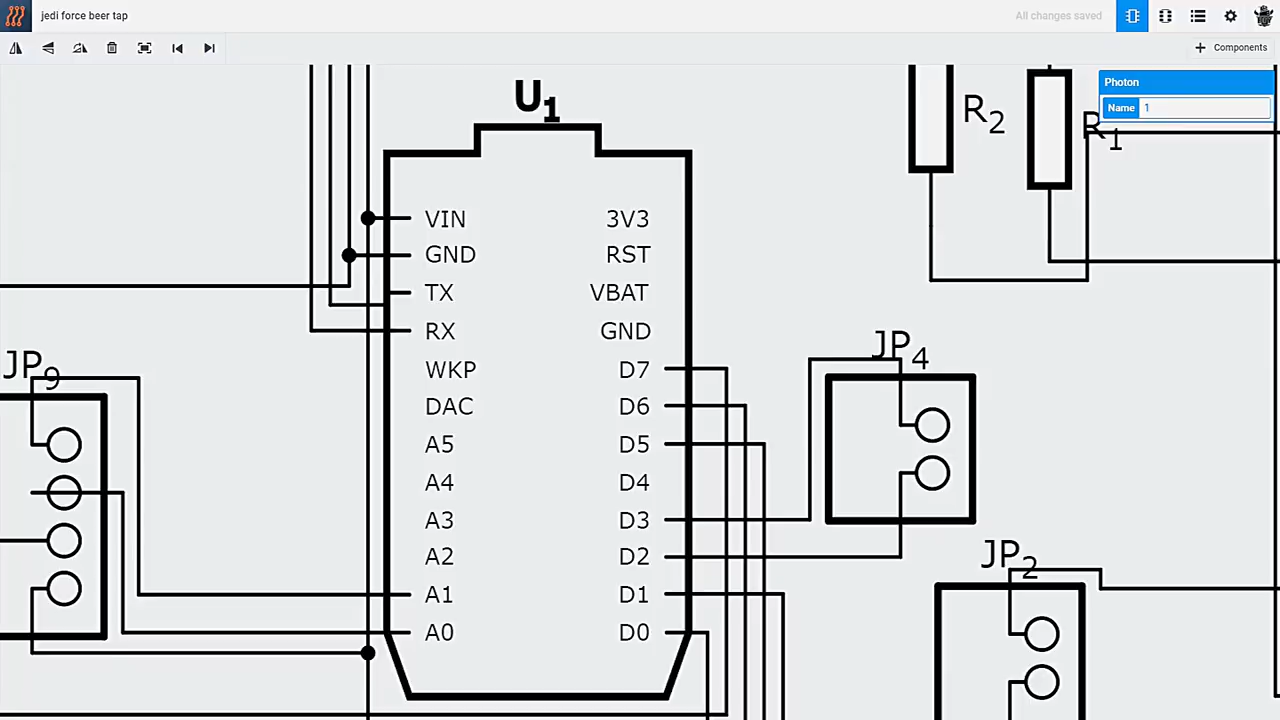 jedi force beer tap
All changes saved
Components
Photon
Name 1
U1
R2
R1
VIN 3V3
GND RST
TX VBAT
RX GND
WKP D7
DAC D6
A5 D5
A4 D4
A3 D3
A2 D2
A1 D1
A0 D0
JP9
JP4
JP2